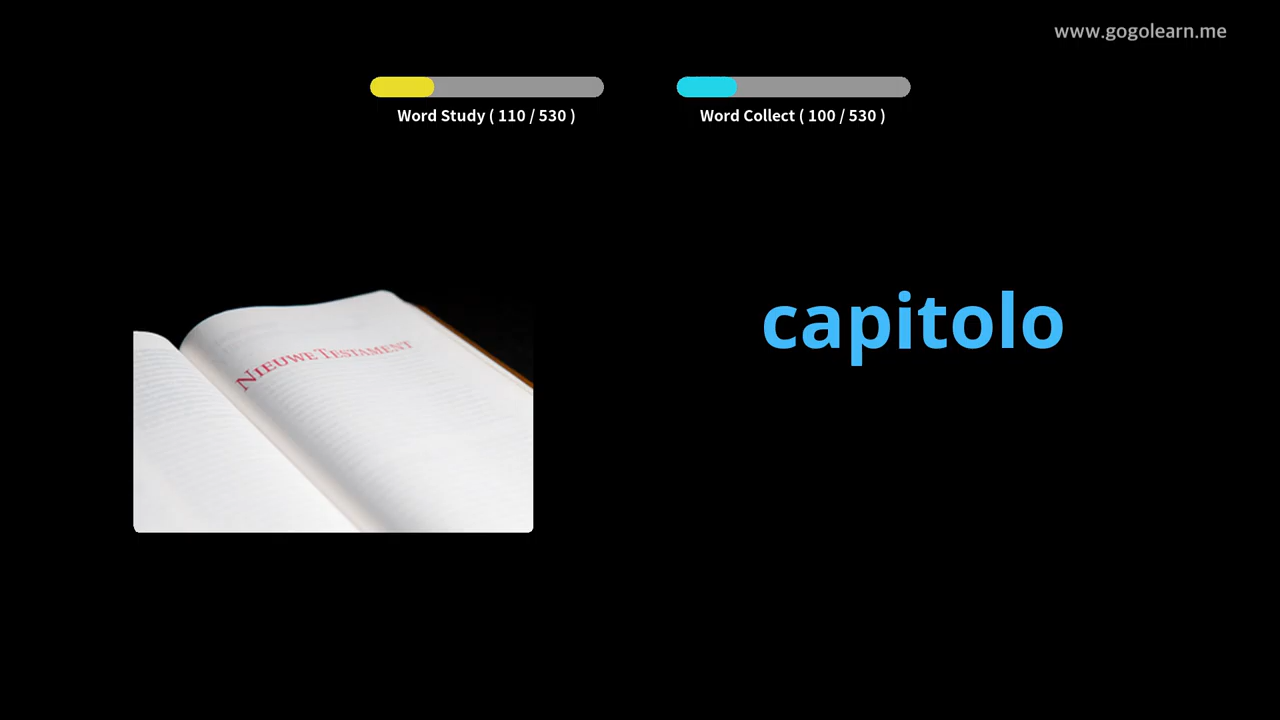 www.gogolearn.me
Word Study ( 110 / 530 )
Word Collect ( 100 / 530 )
NIEUWE TESTAMENT
capitolo